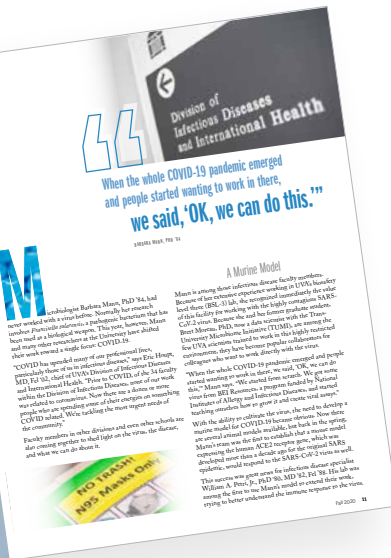 Division of
Infectious Diseases
and International Health
“
When the whole COVID-19 pandemic emerged
and people started wanting to work in there,
we said, ‘OK, we can do this.’”
BARBARA MANN, PHD ’84
Microbiologist Barbara Mann, PhD ’84, had
never worked with a virus before. Normally her research
involves Francisella tularensis, a pathogenic bacterium that has
been used as a biological weapon. This year, however, Mann
and many other researchers at the University have shifted
their work toward a single focus: COVID-19.
“COVID has upended many of our professional lives,
particularly those of us in infectious diseases,” says Eric Houpt,
MD, Fel ’02, chief of UVA’s Division of Infectious Diseases
and International Health. “Prior to COVID, of the 34 faculty
within the Division of Infectious Diseases, most of our work
was related to coronavirus. Now there are a dozen or more
people who are spending some of their energies on something
COVID related. We’re tackling the most urgent needs of
the community.”
Faculty members in other divisions and even other schools are
also coming together to shed light on the virus, the disease,
and what we can do about it.
NO TRASH
N95 Masks Only
A Murine Model
Mann is among those infectious disease faculty members.
Because of her extensive experience working in UVA’s biosafety
level three (BSL-3) lab, she recognized immediately the value
of this facility for working with the highly contagious SARS-
CoV-2 virus. Because she and her former graduate student,
Brett Moreau, PhD, now a data scientist with the Trans-
University Microbiome Initiative (TUMI), are among the
few UVA scientists trained to work in this highly restricted
environment, they have become popular collaborators for
colleagues who want to work directly with the virus.
“When the whole COVID-19 pandemic emerged and people
started wanting to work in there, we said, ‘OK, we can do
this,’” Mann says. “We started from scratch. We got some
virus from BEI Resources, a program funded by National
Institutes of Allergy and Infectious Diseases, and started
teaching ourselves how to grow it and create viral assays.”
With the ability to cultivate the virus, the need to develop a
murine model for COVID-19 became obvious. Now there
are several animal models available, but back in the spring,
Mann’s team was the first to establish that a mouse model
expressing the human ACE2 receptor gene, which was
developed more than a decade ago for the original SARS
epidemic, would respond to the SARS-CoV-2 virus as well.
This success was great news for infectious disease specialist
William A. Petri, Jr., PhD ’80, MD ’82, Fel ’88. His lab was
among the first to use Mann’s model to extend their work,
trying to better understand the immune response to the virus.
Fall 2020 11